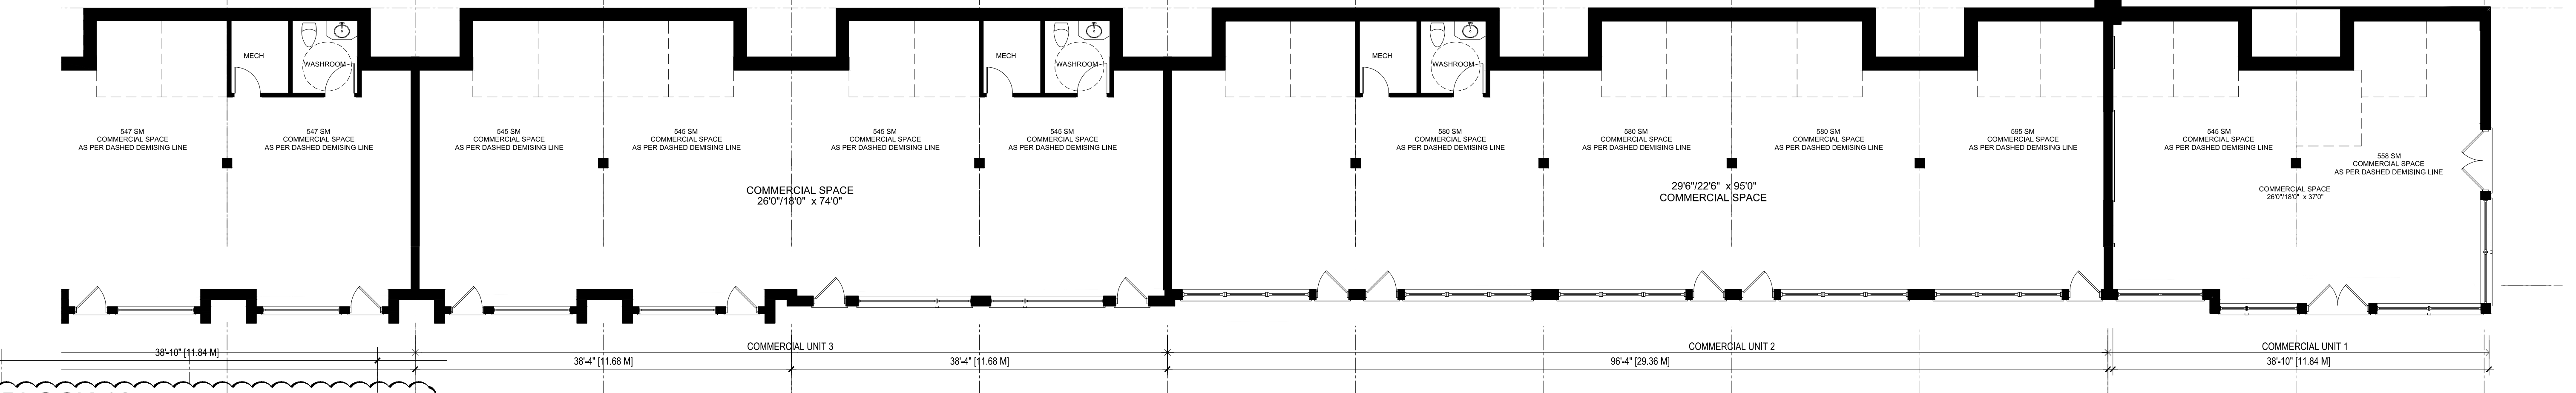 MECH
WASHROOM
MECH
WASHROOM
MECH
WASHROOM
547 SM
COMMERCIAL SPACE
AS PER DASHED DEMISING LINE
547 SM
COMMERCIAL SPACE
AS PER DASHED DEMISING LINE
545 SM
COMMERCIAL SPACE
AS PER DASHED DEMISING LINE
545 SM
COMMERCIAL SPACE
AS PER DASHED DEMISING LINE
545 SM
COMMERCIAL SPACE
AS PER DASHED DEMISING LINE
545 SM
COMMERCIAL SPACE
AS PER DASHED DEMISING LINE
580 SM
COMMERCIAL SPACE
AS PER DASHED DEMISING LINE
580 SM
COMMERCIAL SPACE
AS PER DASHED DEMISING LINE
580 SM
COMMERCIAL SPACE
AS PER DASHED DEMISING LINE
595 SM
COMMERCIAL SPACE
AS PER DASHED DEMISING LINE
545 SM
COMMERCIAL SPACE
AS PER DASHED DEMISING LINE
558 SM
COMMERCIAL SPACE
AS PER DASHED DEMISING LINE
COMMERCIAL SPACE
26'0"/18'0" x 74'0"
29'6"/22'6" x 95'0"
COMMERCIAL SPACE
COMMERCIAL SPACE
26'0"/18'0" x 37'0"
38'-10" [11.84 M]
COMMERCIAL UNIT 3
COMMERCIAL UNIT 2
COMMERCIAL UNIT 1
38'-4" [11.68 M]
38'-4" [11.68 M]
96'-4" [29.36 M]
38'-10" [11.84 M]